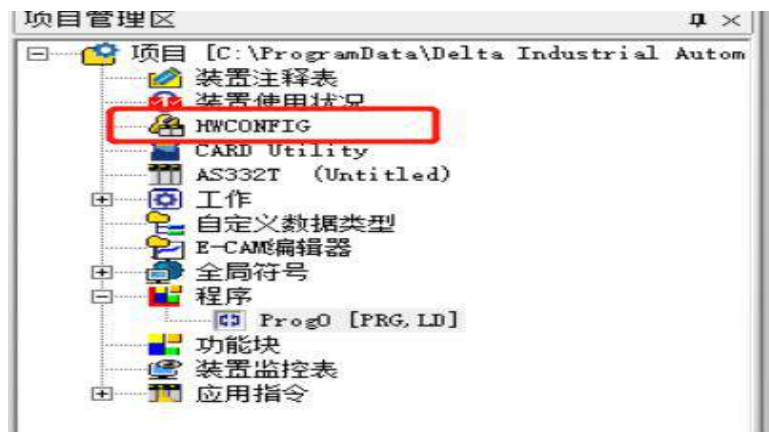 项目管理区
项目 [C:\ProgramData\Delta Industrial Autom
装置注释表
装置使用状况
HWCONFIG
CARD Utility
AS332T (Untitled)
工作
自定义数据类型
E-CAM编辑器
全局符号
程序
Prog0 [PRG,LD]
功能块
装置监控表
应用指令